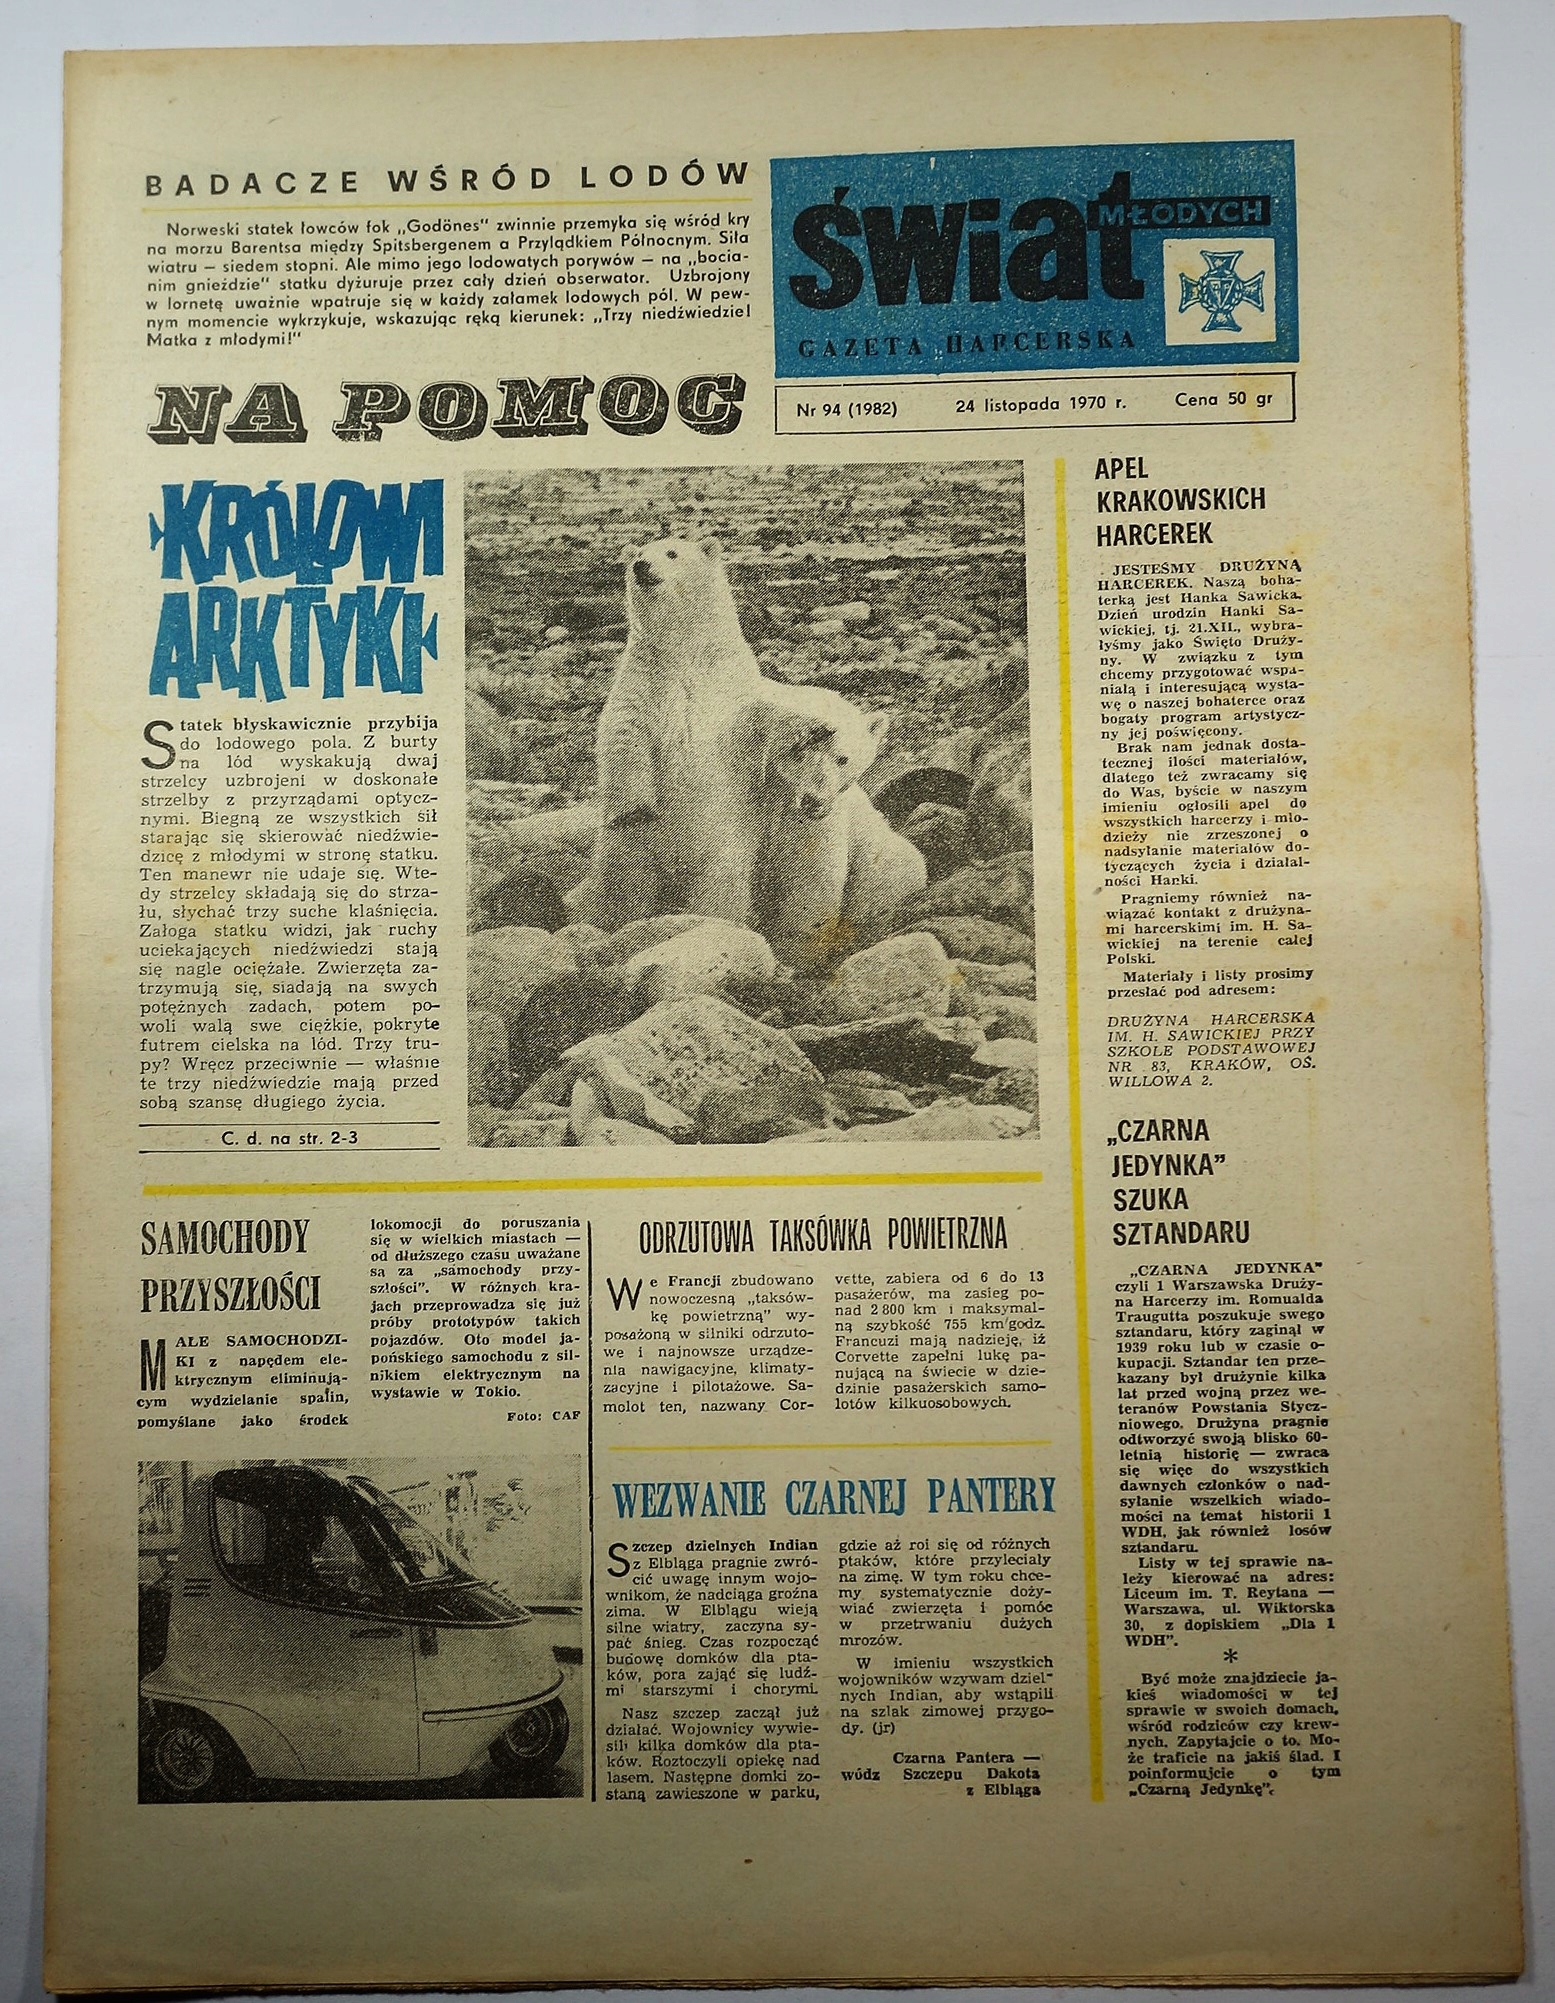 BADACZE WŚRÓD LODÓW
Norweski statek łowców fok „Godönes" zwinnie przemyka się wśród kry
na morzu Barentsa między Spitsbergenem a Przylądkiem Północnym. Siła
wiatru — siedem stopni. Ale mimo jego lodowatych porywów — na „bocia-
nim gnieździe" statku dyżuruje przez cały dzień obserwator. Uzbrojony
w lornetę uważnie wpatruje się w każdy załamek lodowych pól. W pew-
nym momencie wykrzykuje, wskazując ręką kierunek: „Trzy niedźwiedzie!
Matka z młodymi!"
świat
MŁODYCH
GAZETA HARCERSKA
Nr 94 (1982) 24 listopada 1970 r. Cena 50 gr
NA POMOC
KRÓLOWI
ARKTYKI
Statek błyskawicznie przybija
do lodowego pola. Z burty
na lód wyskakują dwaj
strzelcy uzbrojeni w doskonałe
strzelby z przyrządami optycz-
nymi. Biegną ze wszystkich sił
starając się skierować niedźwie-
dzicę z młodymi w stronę statku.
Ten manewr nie udaje się. Wte-
dy strzelcy składają się do strza-
łu, słychać trzy suche klaśnięcia.
Załoga statku widzi, jak ruchy
uciekających niedźwiedzi stają
się nagle ociężałe. Zwierzęta za-
trzymują się, siadają na swych
potężnych zadach, potem po-
woli walą swe ciężkie, pokryte
futrem cielska na lód. Trzy tru-
py? Wręcz przeciwnie — właśnie
te trzy niedźwiedzie mają przed
sobą szansę długiego życia.
C. d. na str. 2-3
APEL
KRAKOWSKICH
HARCEREK
JESTEŚMY DRUŻYNĄ
HARCEREK. Naszą boha-
terką jest Hanka Sawicka.
Dzień urodzin Hanki Sa-
wickiej, tj. 21.XII., wybra-
łyśmy jako Święto Druży-
ny. W związku z tym
chcemy przygotować wspa-
niałą i interesującą wysta-
wę o naszej bohaterce oraz
bogaty program artystycz-
ny jej poświęcony.
Brak nam jednak dosta-
tecznej ilości materiałów,
dlatego też zwracamy się
do Was, byście w naszym
imieniu ogłosili apel do
wszystkich harcerzy i mło-
dzieży nie zrzeszonej o
nadsyłanie materiałów do-
tyczących życia i działal-
ności Hanki.
Pragniemy również na-
wiązać kontakt z drużyna-
mi harcerskimi im. H. Sa-
wickiej na terenie całej
Polski.
Materiały i listy prosimy
przesłać pod adresem:
DRUŻYNA HARCERSKA
IM. H. SAWICKIEJ PRZY
SZKOLE PODSTAWOWEJ
NR 83, KRAKÓW, OS.
WILLOWA 2.
„CZARNA
JEDYNKA”
SZUKA
SZTANDARU
„CZARNA JEDYNKA"
czyli 1 Warszawska Druży-
na Harcerzy im. Romualda
Traugutta poszukuje swego
sztandaru, który zaginął w
1939 roku lub w czasie o-
kupacji. Sztandar ten prze-
kazany był drużynie kilka
lat przed wojną przez we-
teranów Powstania Stycz-
niowego. Drużyna pragnie
odtworzyć swoją blisko 60-
letnią historię — zwraca
się więc do wszystkich
dawnych członków o nad-
syłanie wszelkich wiado-
mości na temat historii 1
WDH, jak również losów
sztandaru.
Listy w tej sprawie na-
leży kierować na adres:
Liceum im. T. Reytana —
Warszawa, ul. Wiktorska
30, z dopiskiem „Dla 1
WDH".
*
Być może znajdziecie ja-
kieś wiadomości w tej
sprawie w swoich domach,
wśród rodziców czy krew-
nych. Zapytajcie o to. Mo-
że traficie na jakiś ślad. I
poinformujcie o tym
„Czarną Jedynkę".
SAMOCHODY
PRZYSZŁOŚCI
MAŁE SAMOCHODZI-
KI z napędem ele-
ktrycznym eliminują-
cym wydzielanie spalin,
pomyślane jako środek
lokomocji do poruszania
się w wielkich miastach —
od dłuższego czasu uważane
są za „samochody przy-
szłości". W różnych kra-
jach przeprowadza się już
próby prototypów takich
pojazdów. Oto model ja-
pońskiego samochodu z sil-
nikiem elektrycznym na
wystawie w Tokio.
Foto: CAF
ODRZUTOWA TAKSÓWKA POWIETRZNA
We Francji zbudowano
nowoczesną „taksów-
kę powietrzną" wy-
posażoną w silniki odrzuto-
we i najnowsze urządze-
nia nawigacyjne, klimaty-
zacyjne i pilotażowe. Sa-
molot ten, nazwany Cor-
vette, zabiera od 6 do 13
pasażerów, ma zasięg po-
nad 2 800 km i maksymal-
ną szybkość 755 km/godz.
Francuzi mają nadzieję, iż
Corvette zapełni lukę pa-
nującą na świecie w dzie-
dzinie pasażerskich samo-
lotów kilkuosobowych.
WEZWANIE CZARNEJ PANTERY
Szczep dzielnych Indian
z Elbląga pragnie zwró-
cić uwagę innym wojo-
wnikom, że nadciąga groźna
zima. W Elblągu wieją
silne wiatry, zaczyna sy-
pać śnieg. Czas rozpocząć
budowę domków dla pta-
ków, pora zająć się ludź-
mi starszymi i chorymi.
Nasz szczep zaczął już
działać. Wojownicy wywie-
sili kilka domków dla pta-
ków. Roztoczyli opiekę nad
lasem. Następne domki zo-
staną zawieszone w parku,
gdzie aż roi się od różnych
ptaków, które przyleciały
na zimę. W tym roku chce-
my systematycznie doży-
wiać zwierzęta i pomóc
w przetrwaniu dużych
mrozów.
W imieniu wszystkich
wojowników wzywam dziel-
nych Indian, aby wstąpili
na szlak zimowej przygo-
dy. (jr)
Czarna Pantera —
wódz Szczepu Dakota
z Elbląga